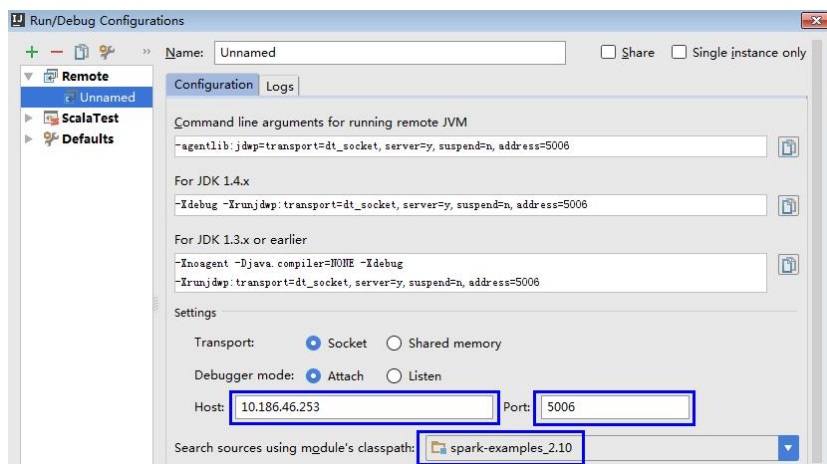 Run/Debug Configurations
»
Name: Unnamed
Share Single instance only
Remote
Unnamed
ScalaTest
Defaults
Configuration Logs
Command line arguments for running remote JVM
-agentlib:jdwp=transport=dt_socket, server=y, suspend=n, address=5006
For JDK 1.4.x
-Xdebug -Xrunjdwp:transport=dt_socket, server=y, suspend=n, address=5006
For JDK 1.3.x or earlier
-Xnoagent -Djava.compiler=NONE -Xdebug
-Xrunjdwp:transport=dt_socket, server=y, suspend=n, address=5006
Settings
Transport: Socket Shared memory
Debugger mode: Attach Listen
Host: 10.186.46.253 Port: 5006
Search sources using module's classpath: spark-examples_2.10